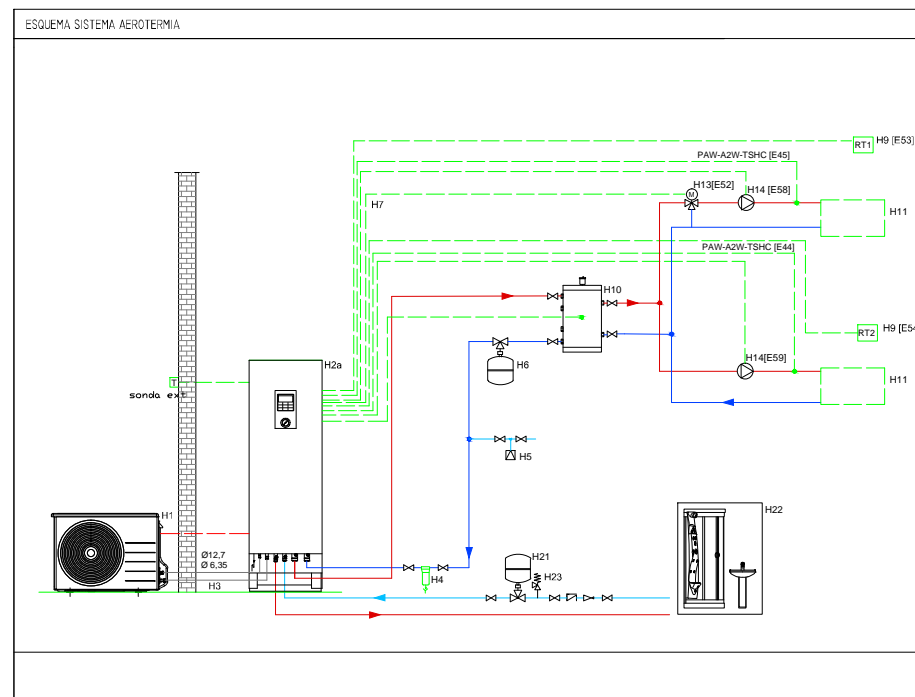 ESQUEMA SISTEMA AEROTERMIA
RT1
H9 [E53]
PAW-A2W-TSHC [E45]
H13[E52]
M
H14 [E58]
H7
H11
PAW-A2W-TSHC [E44]
H10
RT2
H9 [E54
H14[E59]
H6
H2a
H11
T
sonda ext
H5
H1
Ø12,7
Ø 6,35
H3
H4
H21
H23
H22